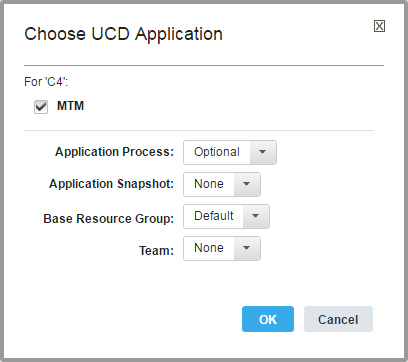 Choose UCD Application
For 'C4':
MTM
Application Process: Optional
Application Snapshot: None
Base Resource Group: Default
Team: None
OK Cancel